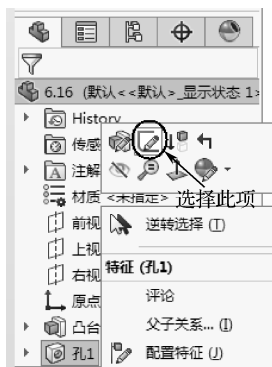 6.16 (默认<<默认>_显示状态 1>
History
传感
注解
材质 <未指定>
选择此项
前视
逆转选择 (T)
上视
特征 (孔1)
右视
原点
评论
凸台
父子关系... (I)
孔1
配置特征 (J)